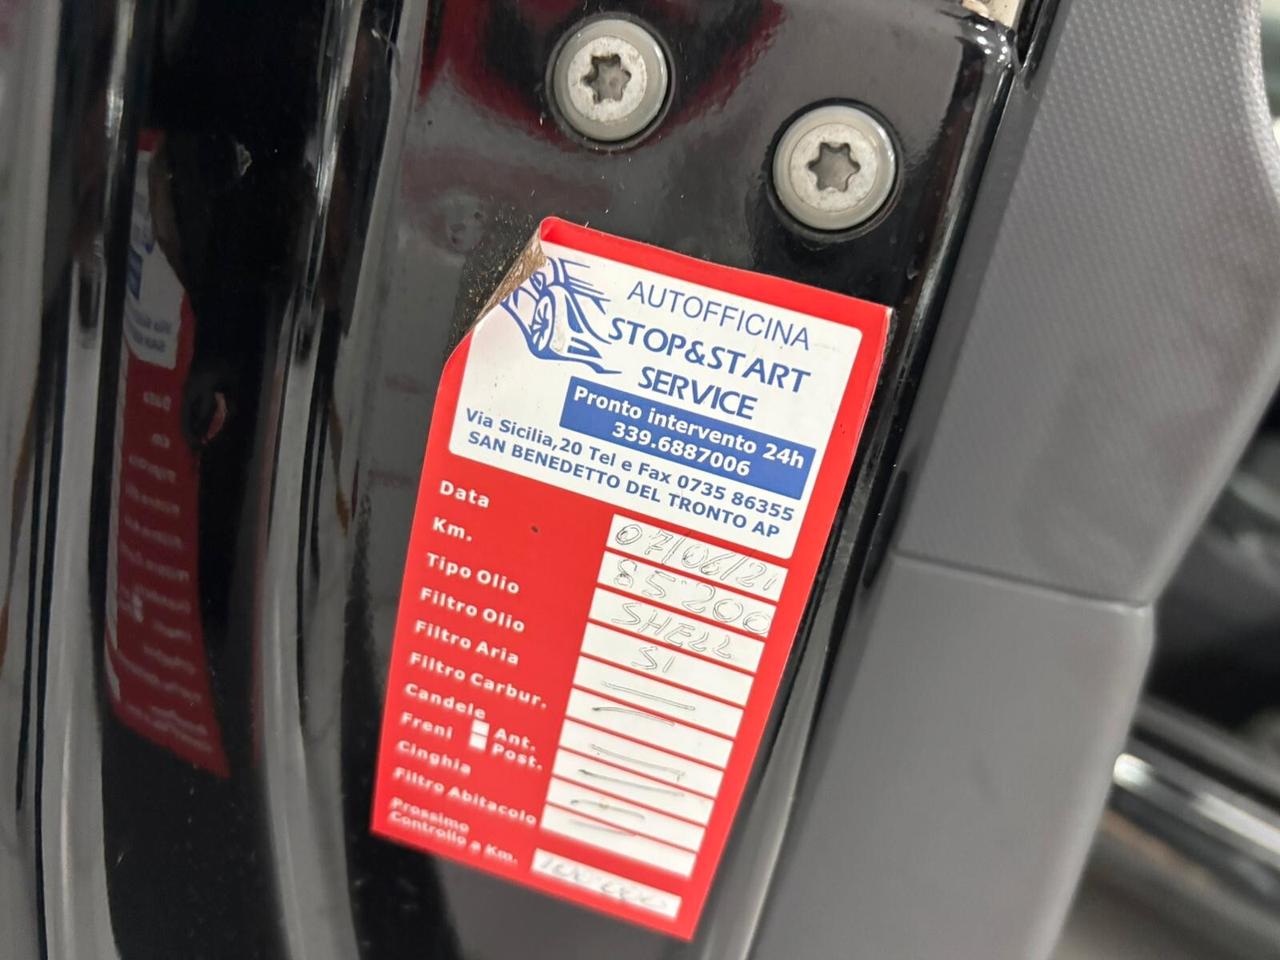 AUTOFFICINA
STOP&START
SERVICE
Pronto intervento 24h
339.6887006
Via Sicilia,20 Tel e Fax 0735 86355
SAN BENEDETTO DEL TRONTO AP
Data 07/06/21
Km. 85200
Tipo Olio SHELL
Filtro Olio SI
Filtro Aria
Filtro Carbur.
Candele
Freni Ant.
Post.
Cinghia
Filtro Abitacolo
Prossimo
Controllo a Km. 100000